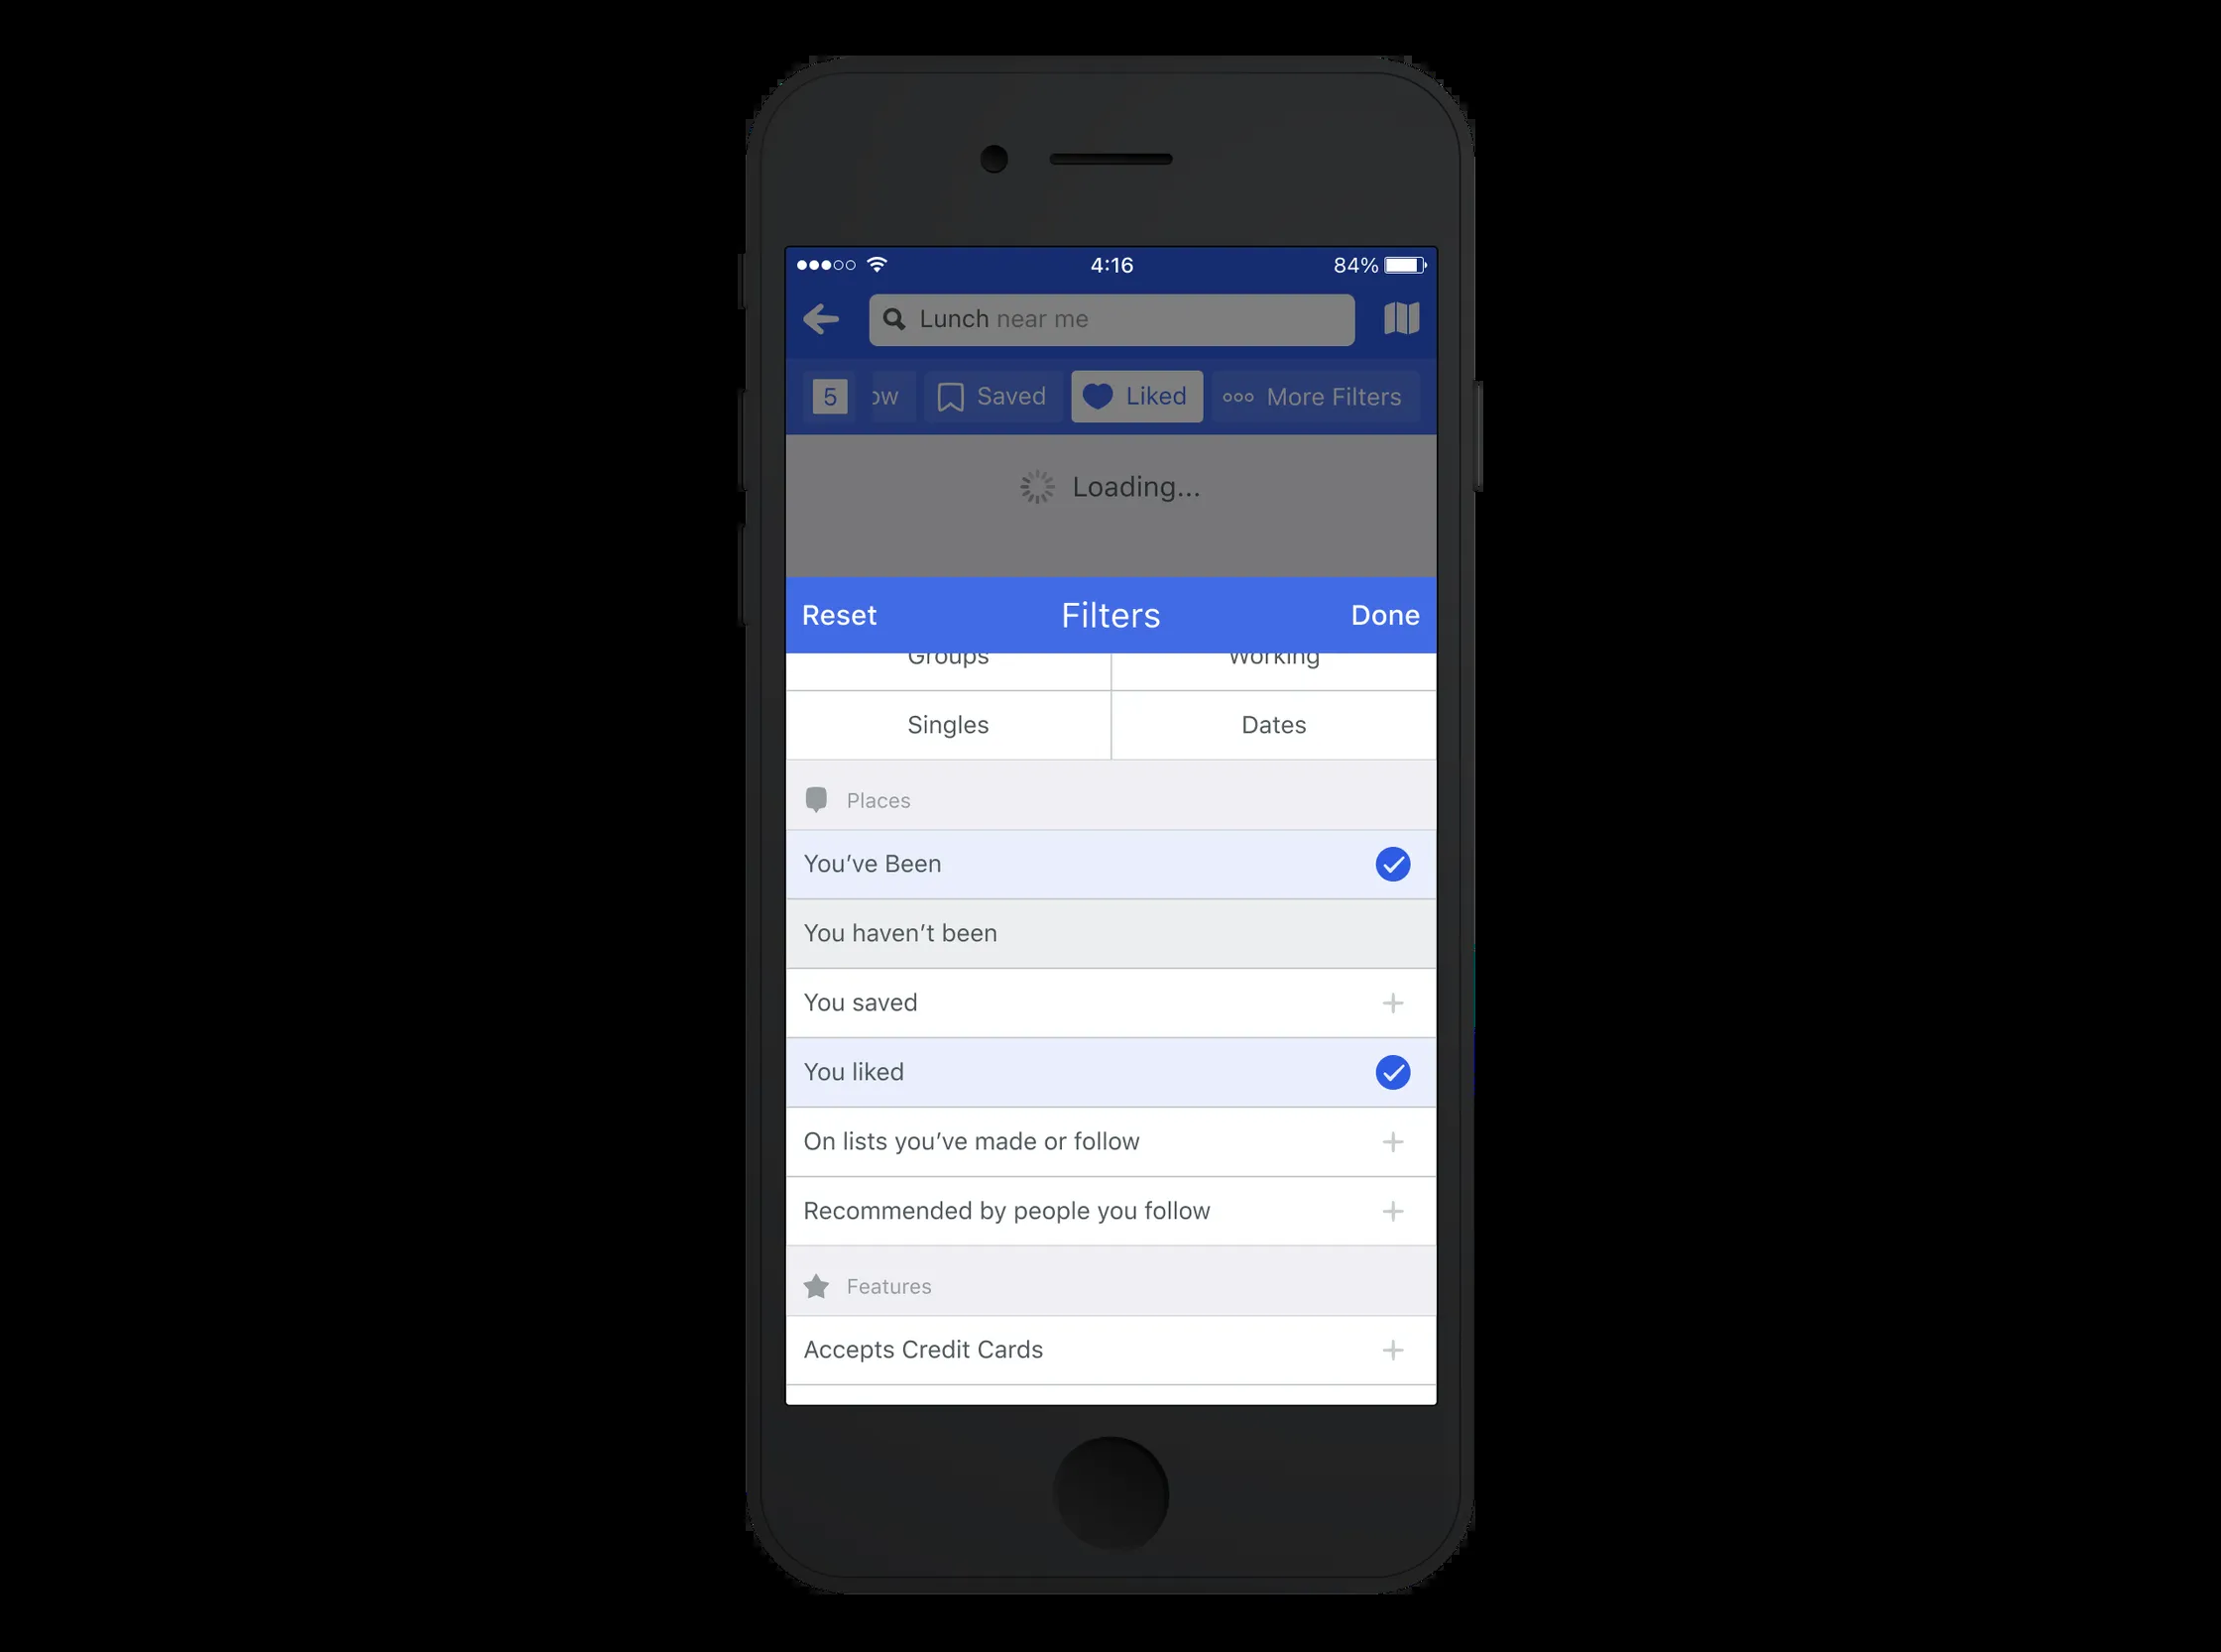 4:16 84%
Lunch near me
5 ow Saved Liked More Filters
Loading...
Reset Filters Done
Groups Working
Singles Dates
Places
You’ve Been
You haven’t been
You saved
You liked
On lists you’ve made or follow
Recommended by people you follow
Features
Accepts Credit Cards